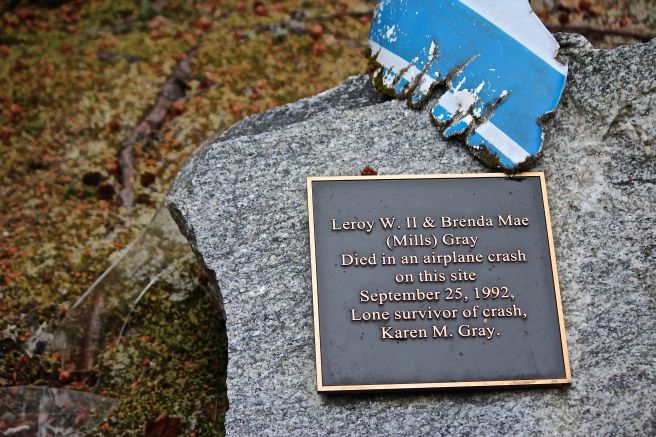 Leroy W. II & Brenda Mae
(Mills) Gray
Died in an airplane crash
on this site
September 25, 1992,
Lone survivor of crash,
Karen M. Gray.